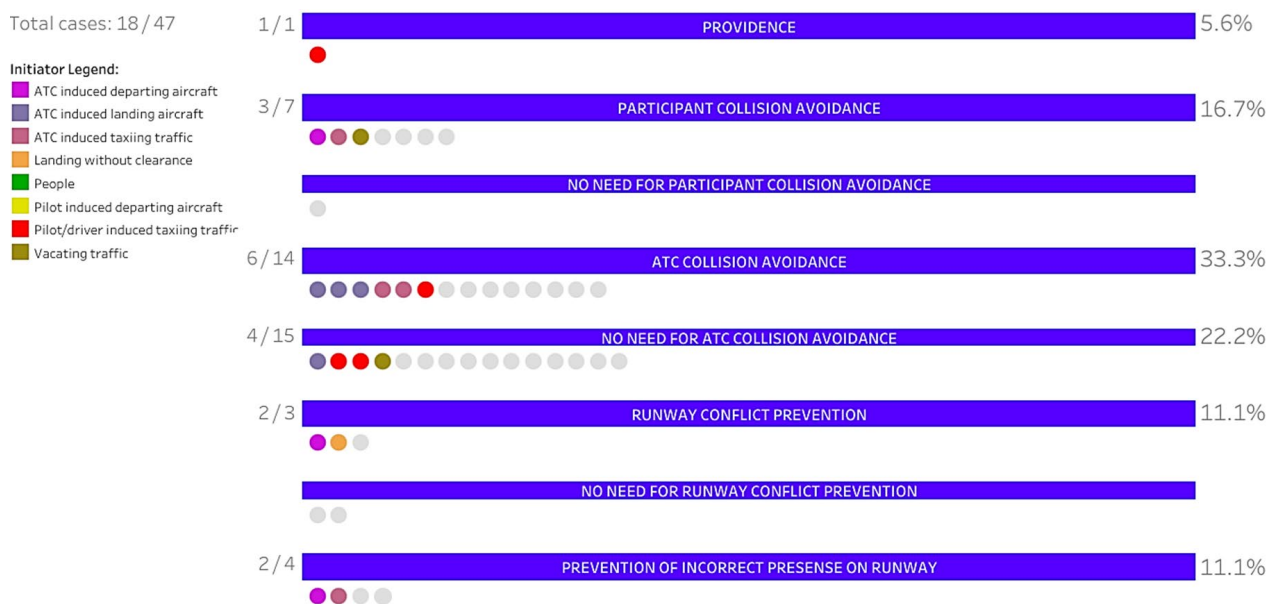 Total cases: 18 / 47
1 / 1 PROVIDENCE 5.6%
Initiator Legend:
ATC induced departing aircraft
ATC induced landing aircraft
ATC induced taxiing traffic
Landing without clearance
People
Pilot induced departing aircraft
Pilot/driver induced taxiing traffic
Vacating traffic
3 / 7 PARTICIPANT COLLISION AVOIDANCE 16.7%
NO NEED FOR PARTICIPANT COLLISION AVOIDANCE
6 / 14 ATC COLLISION AVOIDANCE 33.3%
4 / 15 NO NEED FOR ATC COLLISION AVOIDANCE 22.2%
2 / 3 RUNWAY CONFLICT PREVENTION 11.1%
NO NEED FOR RUNWAY CONFLICT PREVENTION
2 / 4 PREVENTION OF INCORRECT PRESENSE ON RUNWAY 11.1%